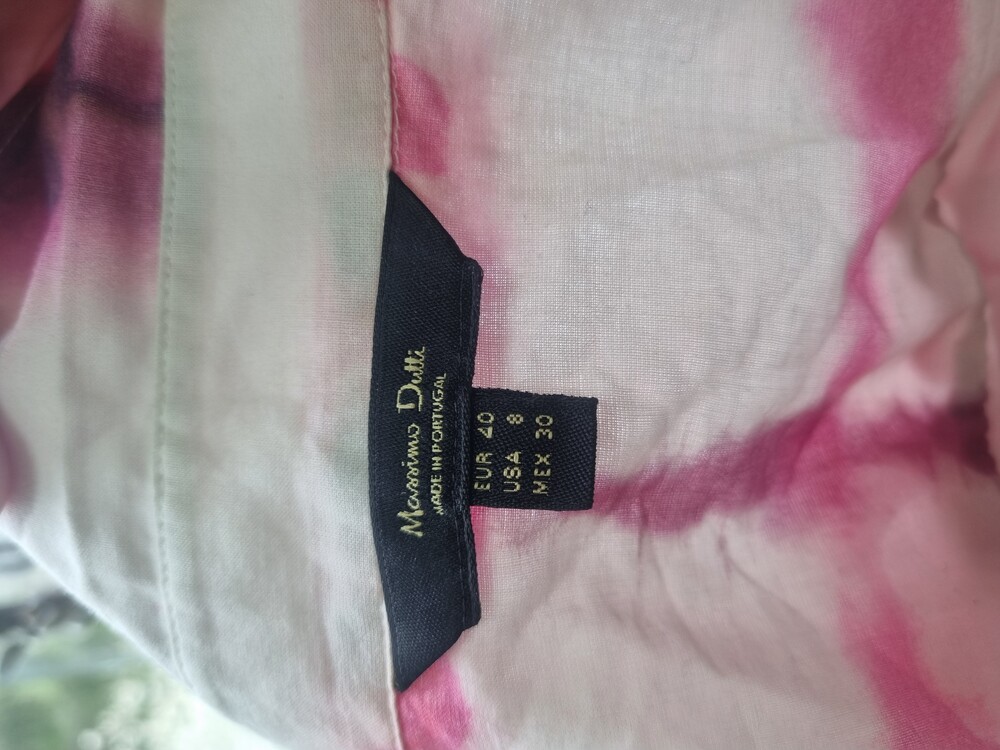 Massimo Dutti
MADE IN PORTUGAL
EUR 40
USA 8
MEX 30